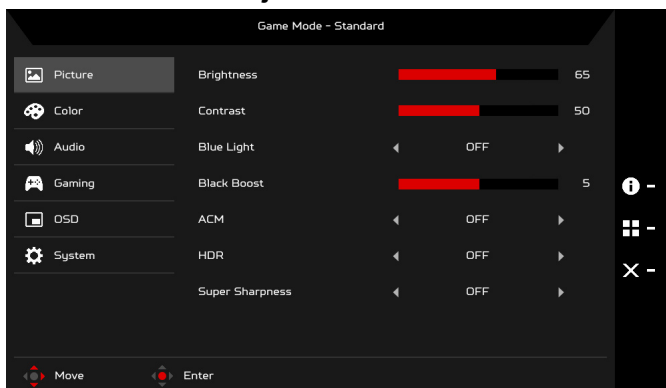 Game Mode - Standard
Picture
Brightness 65
Color
Contrast 50
Audio
Blue Light OFF
Gaming
Black Boost 5
OSD
ACM OFF
System
HDR OFF
Super Sharpness OFF
Move Enter